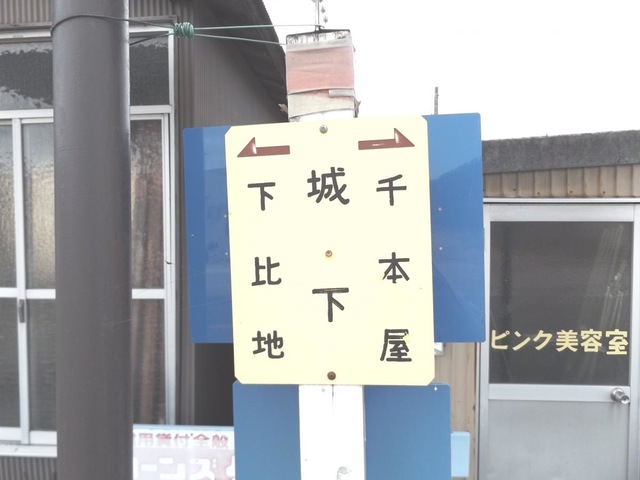 城下
千本屋
下比地
ピンク美容室